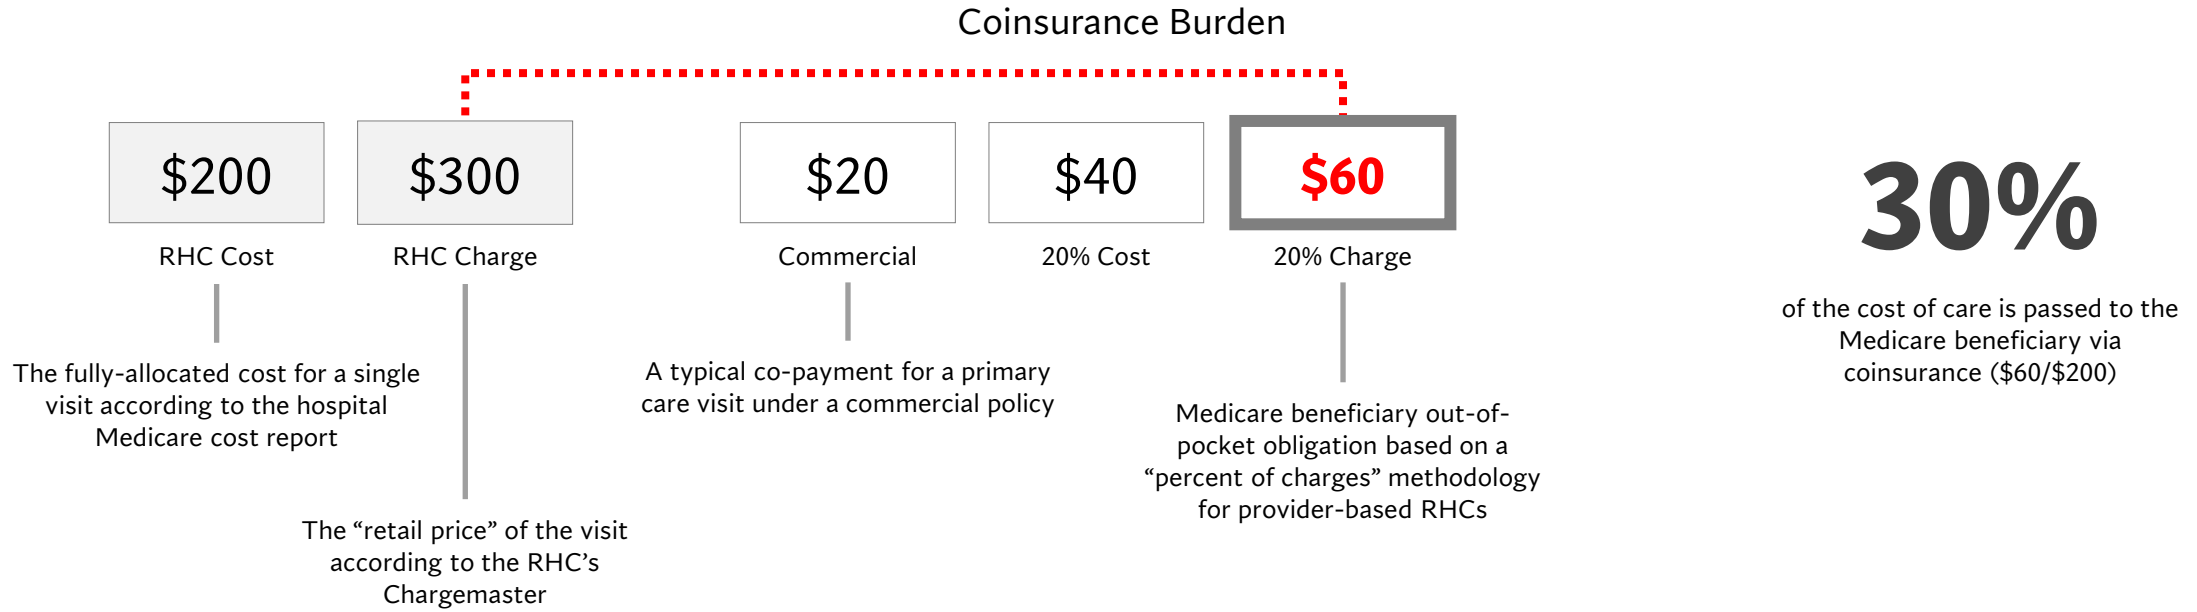 Coinsurance Burden
$200
$300
$20
$40
$60
30%
RHC Cost
RHC Charge
Commercial
20% Cost
20% Charge
of the cost of care is passed to the
Medicare beneficiary via
coinsurance ($60/$200)
The fully-allocated cost for a single
visit according to the hospital
Medicare cost report
A typical co-payment for a primary
care visit under a commercial policy
Medicare beneficiary out-of-
pocket obligation based on a
“percent of charges” methodology
for provider-based RHCs
The “retail price” of the visit
according to the RHC’s
Chargemaster